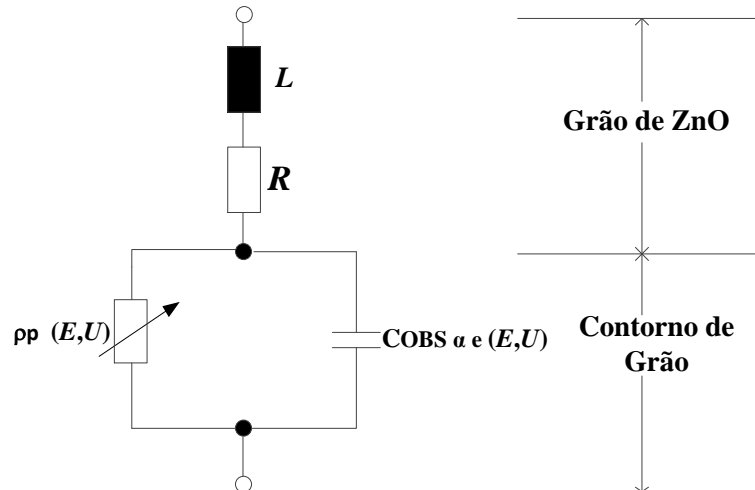 L
Grão de ZnO
R
ρp (E,U)
COBS α e (E,U)
Contorno de
Grão